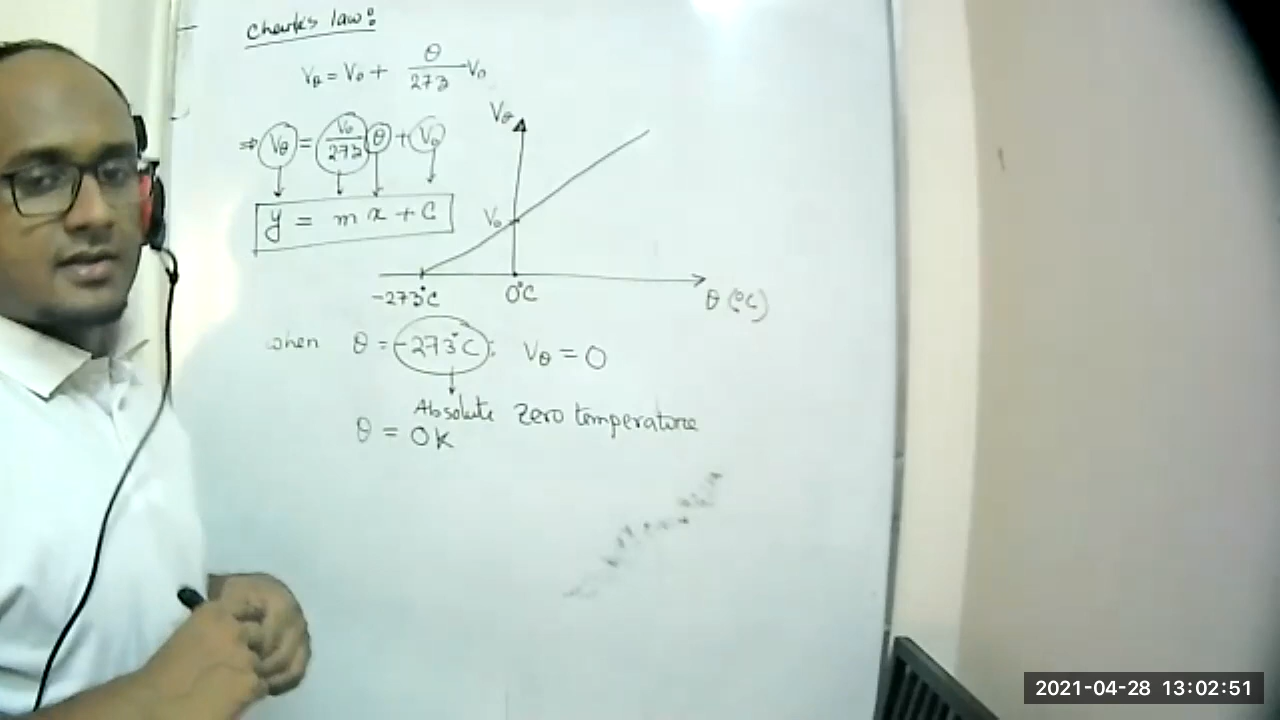 Charle's law:
Vθ = V₀ + θ/273 V₀
⇒ Vθ = V₀/273 θ + V₀
y = m x + c
Vθ
V₀
-273°C 0°C θ (°C)
when θ = -273°C; Vθ = 0
Absolute Zero temperature
θ = 0K
2021-04-28 13:02:51